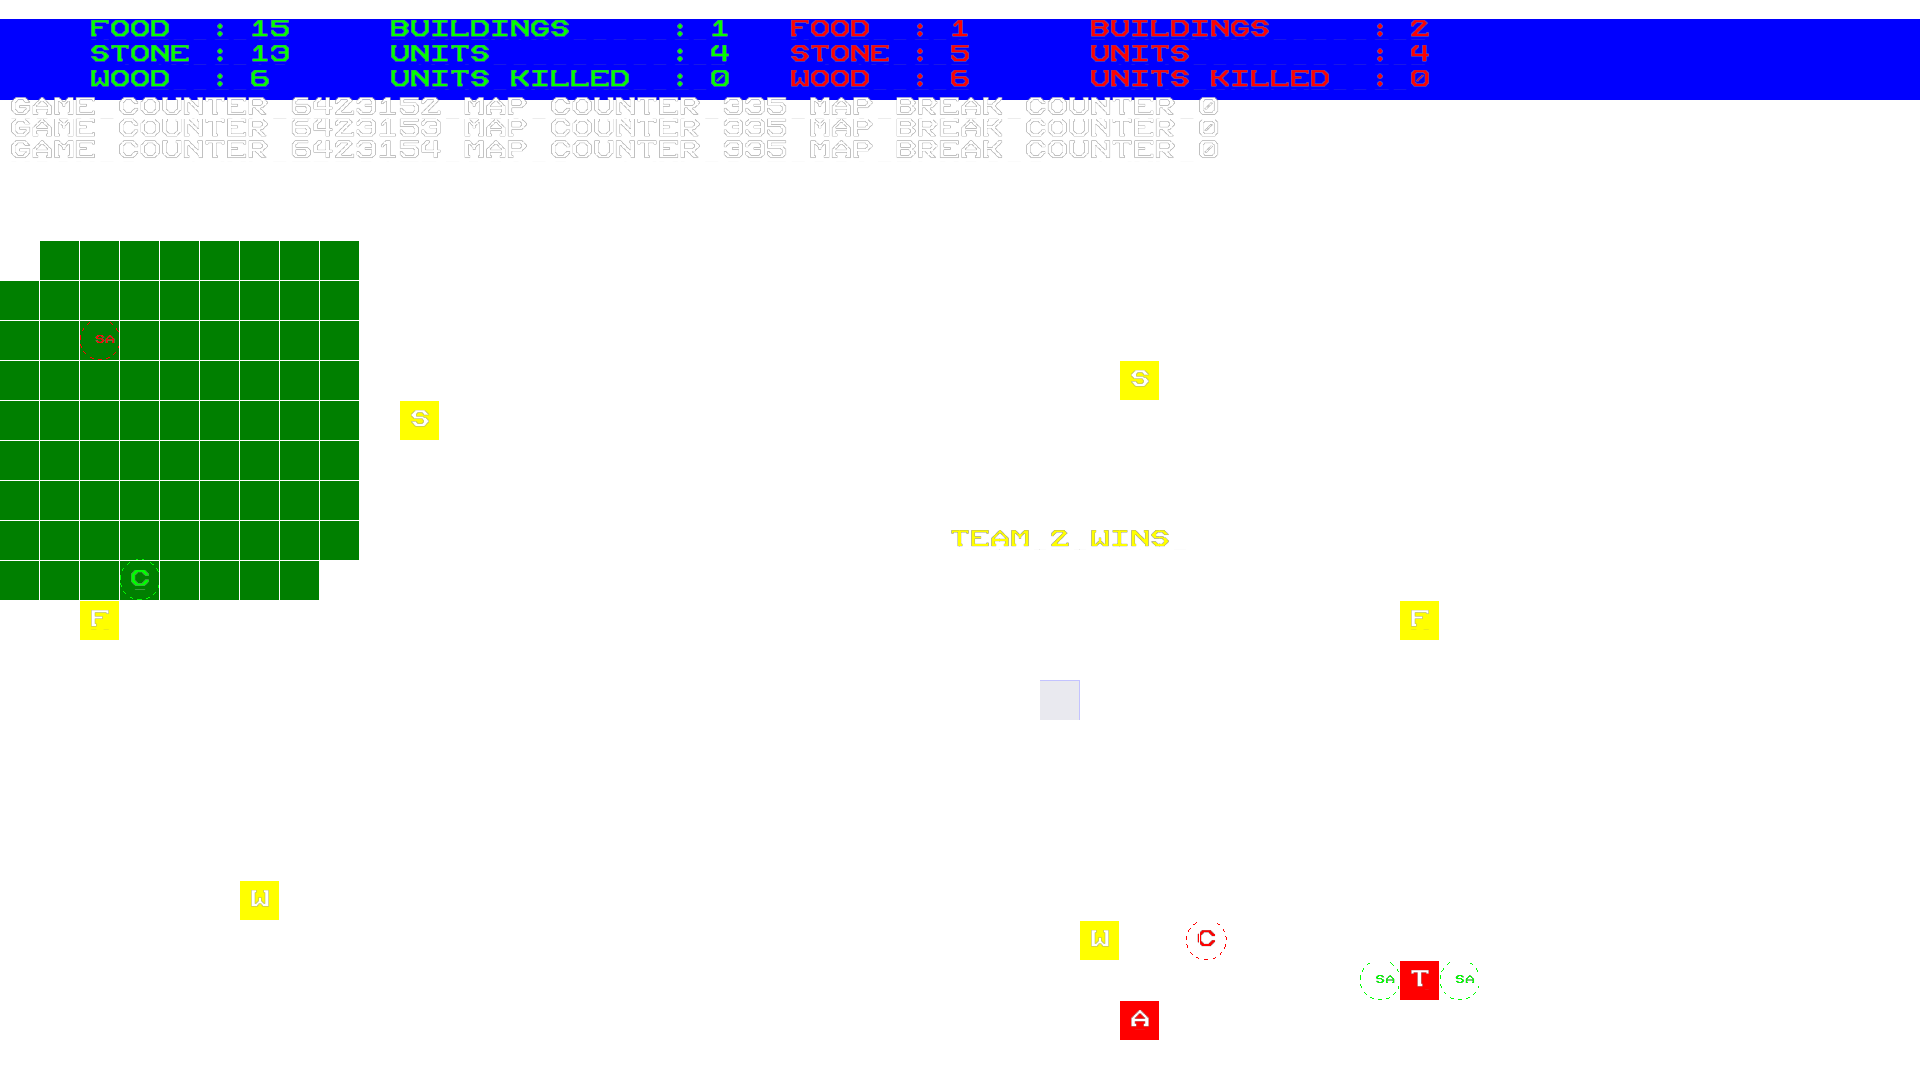 FOOD : 15 BUILDINGS : 1 FOOD : 1 BUILDINGS : 2
STONE : 13 UNITS : 4 STONE : 5 UNITS : 4
WOOD : 6 UNITS KILLED : 0 WOOD : 6 UNITS KILLED : 0
GAME COUNTER 6423152 MAP COUNTER 335 MAP BREAK COUNTER 0
GAME COUNTER 6423153 MAP COUNTER 335 MAP BREAK COUNTER 0
GAME COUNTER 6423154 MAP COUNTER 335 MAP BREAK COUNTER 0
SA
S
S
TEAM 2 WINS
C
F
F
W
W
C
SA T SA
A